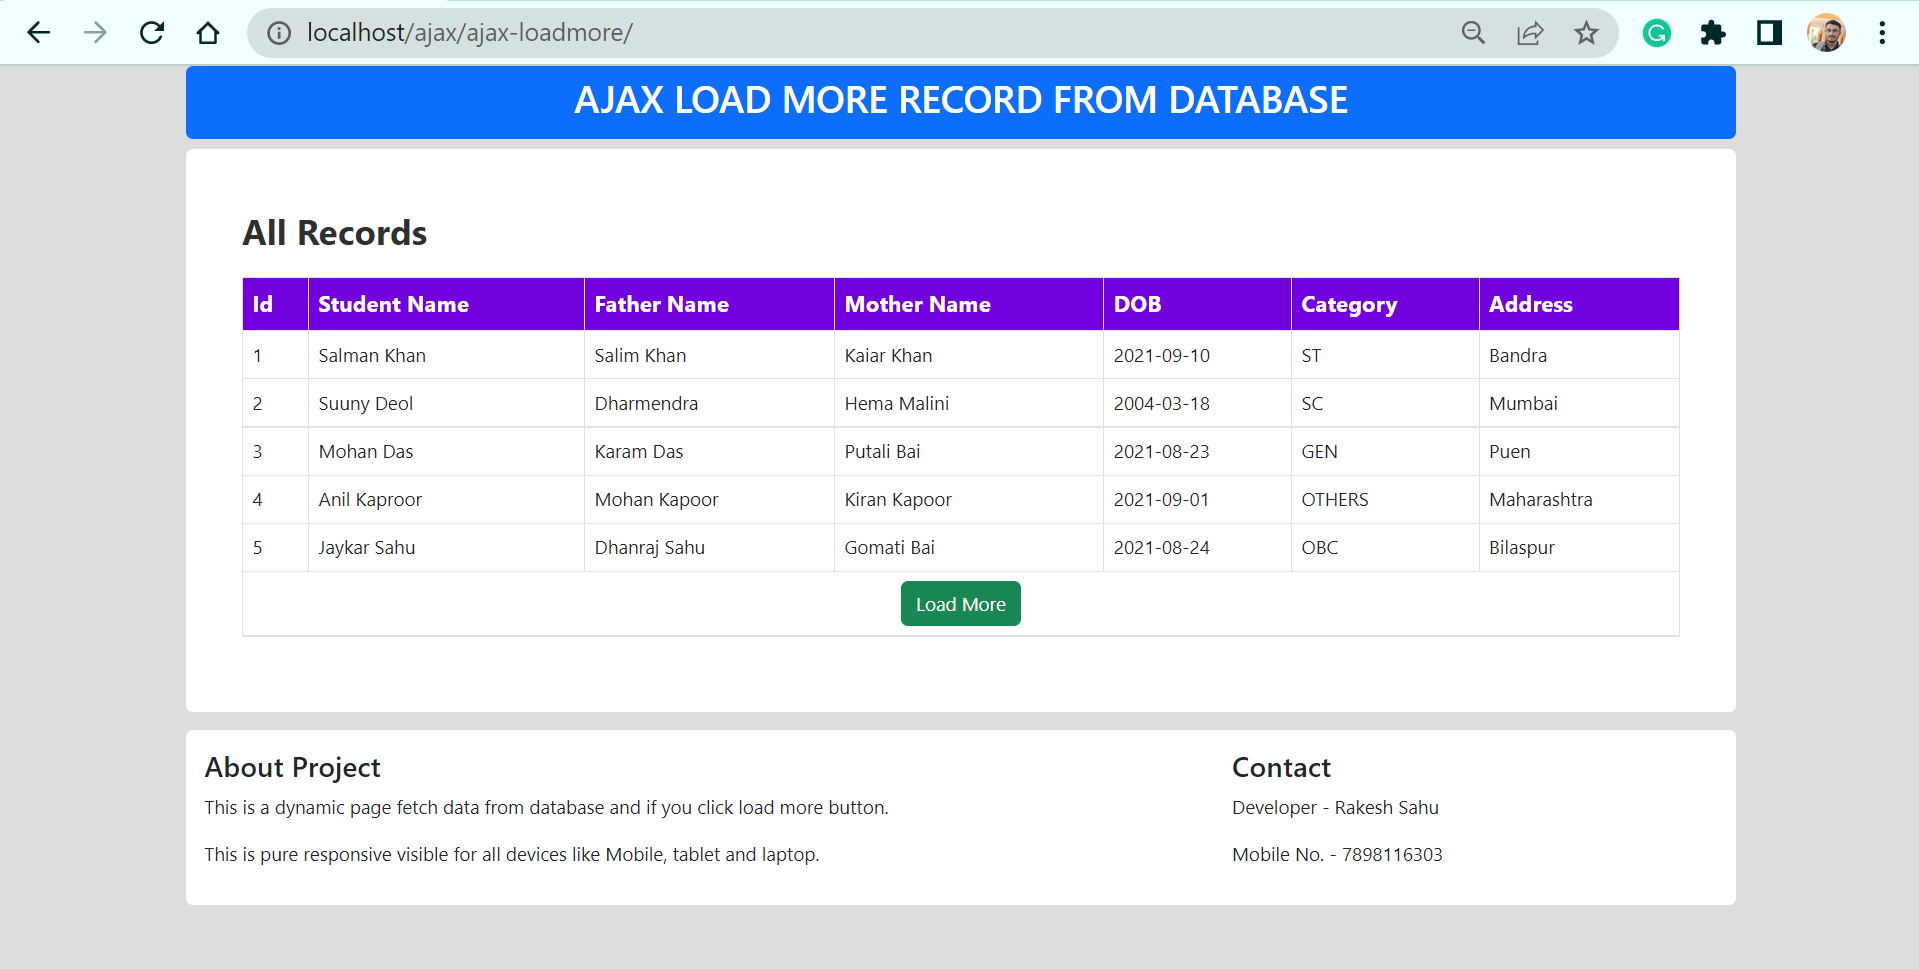 localhost/ajax/ajax-loadmore/
AJAX LOAD MORE RECORD FROM DATABASE
All Records
Id Student Name Father Name Mother Name DOB Category Address
1 Salman Khan Salim Khan Kaiar Khan 2021-09-10 ST Bandra
2 Suuny Deol Dharmendra Hema Malini 2004-03-18 SC Mumbai
3 Mohan Das Karam Das Putali Bai 2021-08-23 GEN Puen
4 Anil Kaproor Mohan Kapoor Kiran Kapoor 2021-09-01 OTHERS Maharashtra
5 Jaykar Sahu Dhanraj Sahu Gomati Bai 2021-08-24 OBC Bilaspur
Load More
About Project
This is a dynamic page fetch data from database and if you click load more button.
This is pure responsive visible for all devices like Mobile, tablet and laptop.
Contact
Developer - Rakesh Sahu
Mobile No. - 7898116303